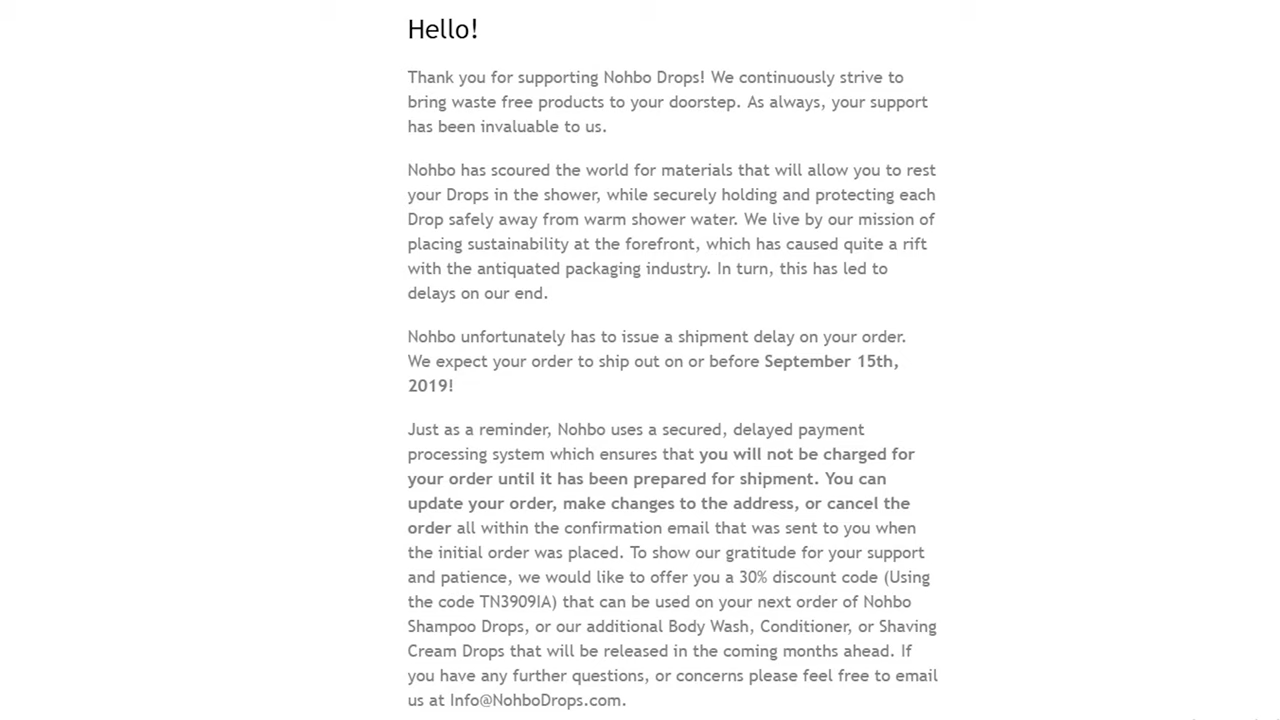 Hello!
Thank you for supporting Nohbo Drops! We continuously strive to
bring waste free products to your doorstep. As always, your support
has been invaluable to us.
Nohbo has scoured the world for materials that will allow you to rest
your Drops in the shower, while securely holding and protecting each
Drop safely away from warm shower water. We live by our mission of
placing sustainability at the forefront, which has caused quite a rift
with the antiquated packaging industry. In turn, this has led to
delays on our end.
Nohbo unfortunately has to issue a shipment delay on your order.
We expect your order to ship out on or before September 15th,
2019!
Just as a reminder, Nohbo uses a secured, delayed payment
processing system which ensures that you will not be charged for
your order until it has been prepared for shipment. You can
update your order, make changes to the address, or cancel the
order all within the confirmation email that was sent to you when
the initial order was placed. To show our gratitude for your support
and patience, we would like to offer you a 30% discount code (Using
the code TN3909IA) that can be used on your next order of Nohbo
Shampoo Drops, or our additional Body Wash, Conditioner, or Shaving
Cream Drops that will be released in the coming months ahead. If
you have any further questions, or concerns please feel free to email
us at Info@NohboDrops.com.